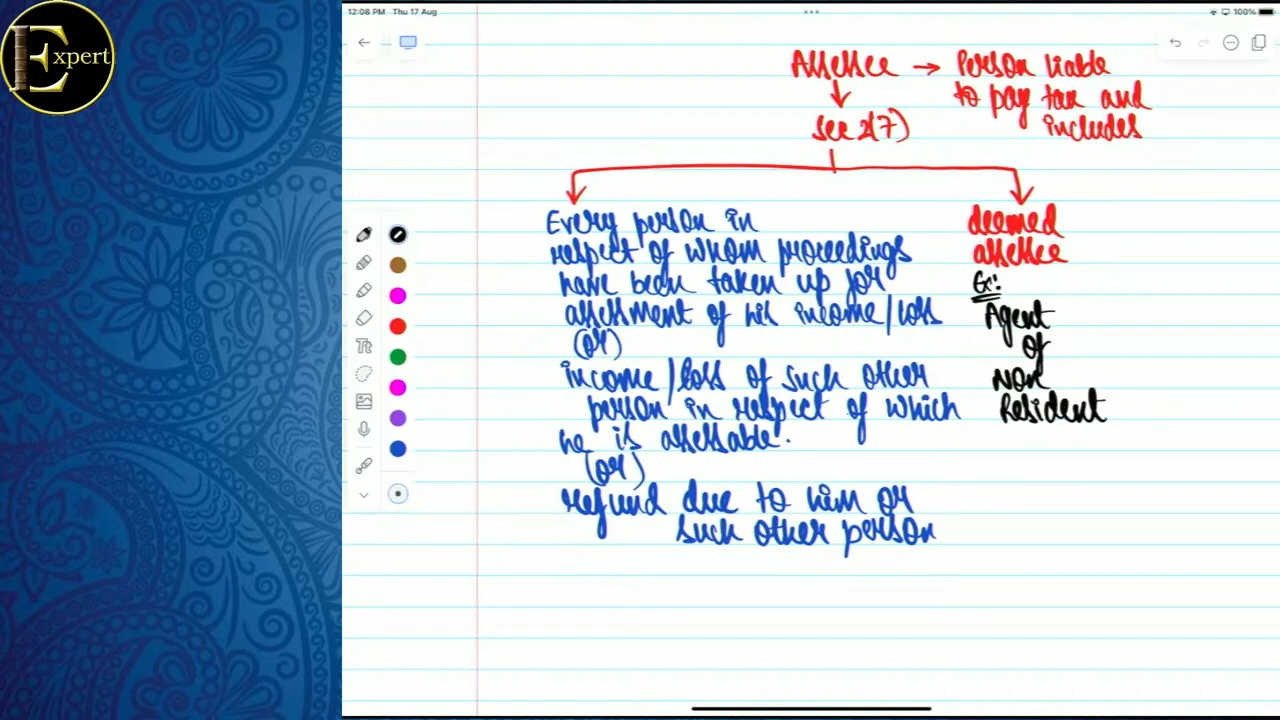 Expert
12:08 PM Thu 17 Aug
100%
Assessee → Person liable
to pay tax and
includes
Sec 2(7)
Every person in
respect of whom proceedings
have been taken up for
assessment of his income/loss
(or)
income/loss of such other
person in respect of which
he is assessable.
(or)
refund due to him or
such other person
deemed
assessee
Ex:
Agent
of
Non
Resident
Tt